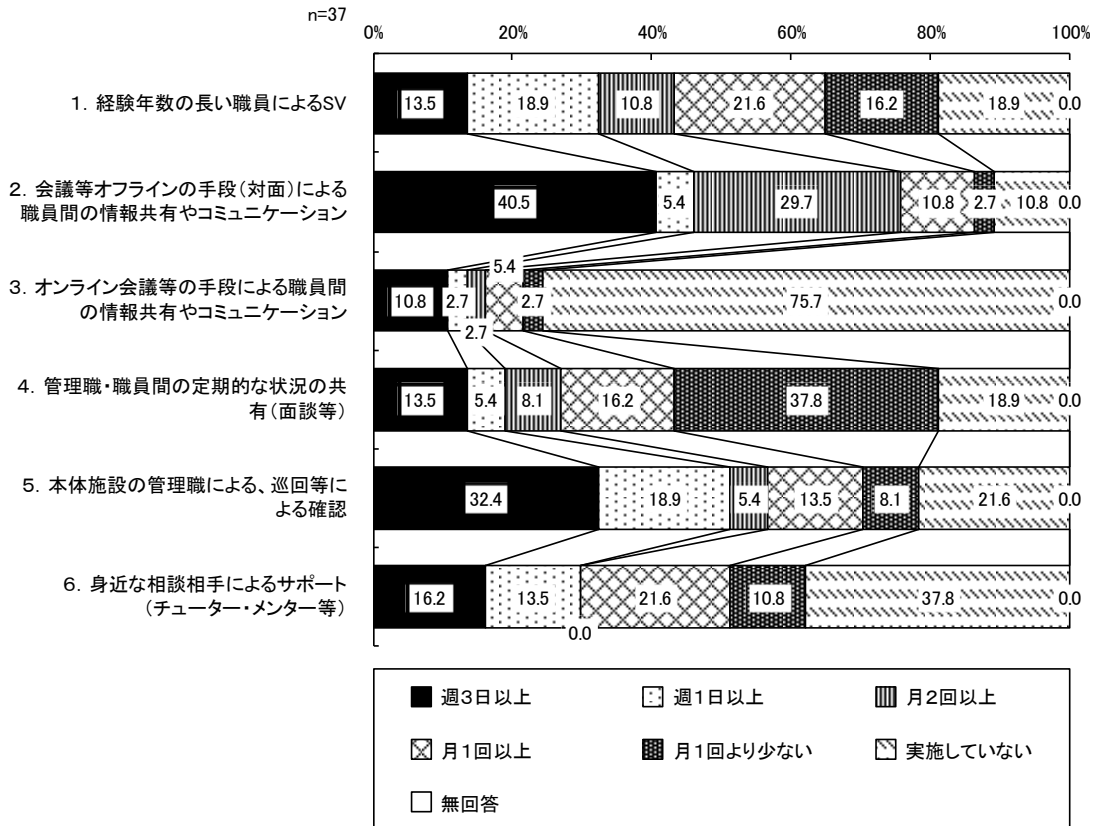 n=37
0% 20% 40% 60% 80% 100%
1．経験年数の長い職員によるSV
13.5 18.9 10.8 21.6 16.2 18.9 0.0
2．会議等オフラインの手段（対面）による
職員間の情報共有やコミュニケーション
40.5 5.4 29.7 10.8 2.7 10.8 0.0
3．オンライン会議等の手段による職員間
の情報共有やコミュニケーション
10.8 2.7 2.7 5.4 2.7 75.7 0.0
4．管理職・職員間の定期的な状況の共
有（面談等）
13.5 5.4 8.1 16.2 37.8 18.9 0.0
5．本体施設の管理職による、巡回等に
よる確認
32.4 18.9 5.4 13.5 8.1 21.6 0.0
6．身近な相談相手によるサポート
（チューター・メンター等）
16.2 13.5 0.0 21.6 10.8 37.8 0.0
週３日以上 週１日以上 月２回以上
月１回以上 月１回より少ない 実施していない
無回答